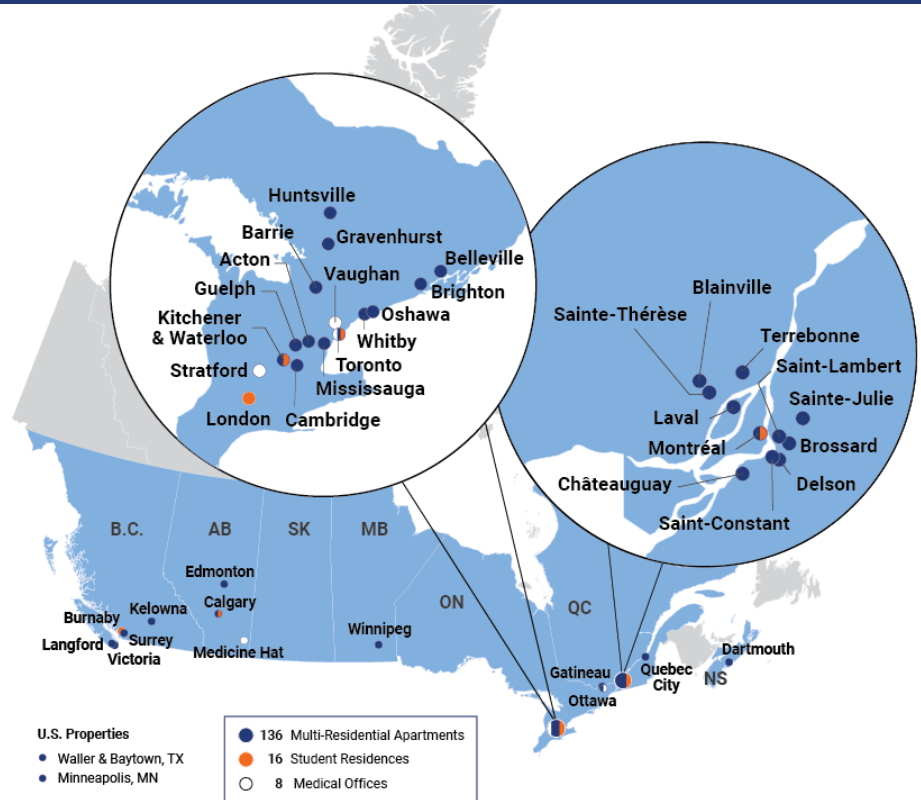 Huntsville
Barrie
Gravenhurst
Acton
Vaughan
Belleville
Guelph
Brighton
Kitchener
& Waterloo
Oshawa
Whitby
Toronto
Stratford
Mississauga
London
Cambridge
Blainville
Sainte-Thérèse
Terrebonne
Saint-Lambert
Sainte-Julie
Laval
Montréal
Brossard
Châteauguay
Delson
Saint-Constant
B.C.
AB
SK
MB
ON
QC
NS
Edmonton
Calgary
Kelowna
Burnaby
Surrey
Langford
Victoria
Medicine Hat
Winnipeg
Gatineau
Ottawa
Quebec
City
Dartmouth
U.S. Properties
Waller & Baytown, TX
Minneapolis, MN
136 Multi-Residential Apartments
16 Student Residences
8 Medical Offices